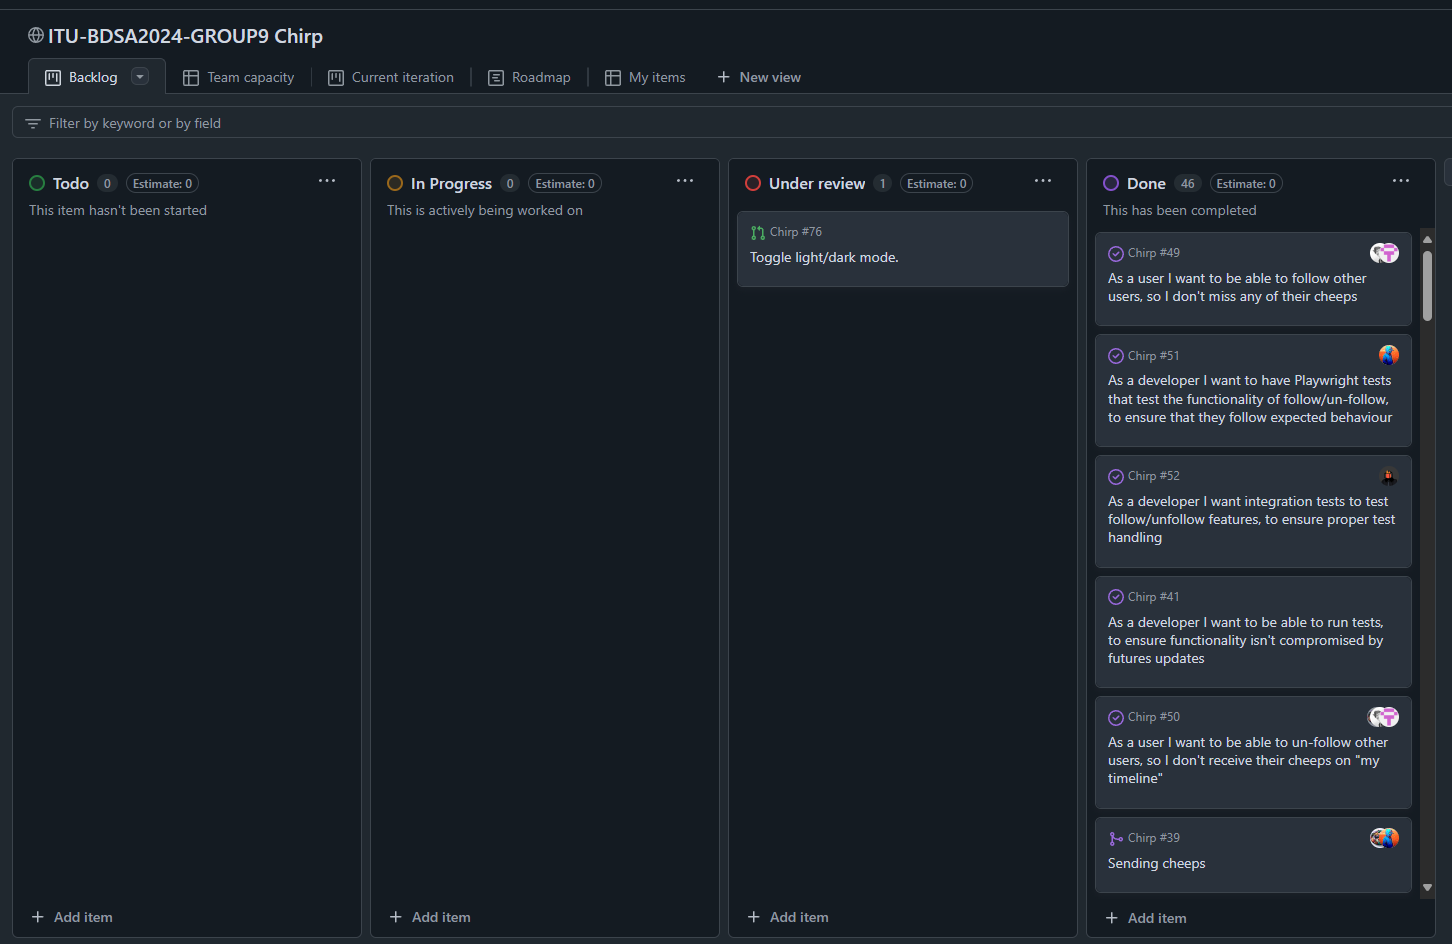 ITU-BDSA2024-GROUP9 Chirp
Backlog
Team capacity
Current iteration
Roadmap
My items
New view
Filter by keyword or by field
Todo 0 Estimate: 0
This item hasn't been started
Add item
In Progress 0 Estimate: 0
This is actively being worked on
Add item
Under review 1 Estimate: 0
Chirp #76
Toggle light/dark mode.
Add item
Done 46 Estimate: 0
This has been completed
Chirp #49
As a user I want to be able to follow other
users, so I don't miss any of their cheeps
Chirp #51
As a developer I want to have Playwright tests
that test the functionality of follow/un-follow,
to ensure that they follow expected behaviour
Chirp #52
As a developer I want integration tests to test
follow/unfollow features, to ensure proper test
handling
Chirp #41
As a developer I want to be able to run tests,
to ensure functionality isn't compromised by
futures updates
Chirp #50
As a user I want to be able to un-follow other
users, so I don't receive their cheeps on "my
timeline"
Chirp #39
Sending cheeps
Add item